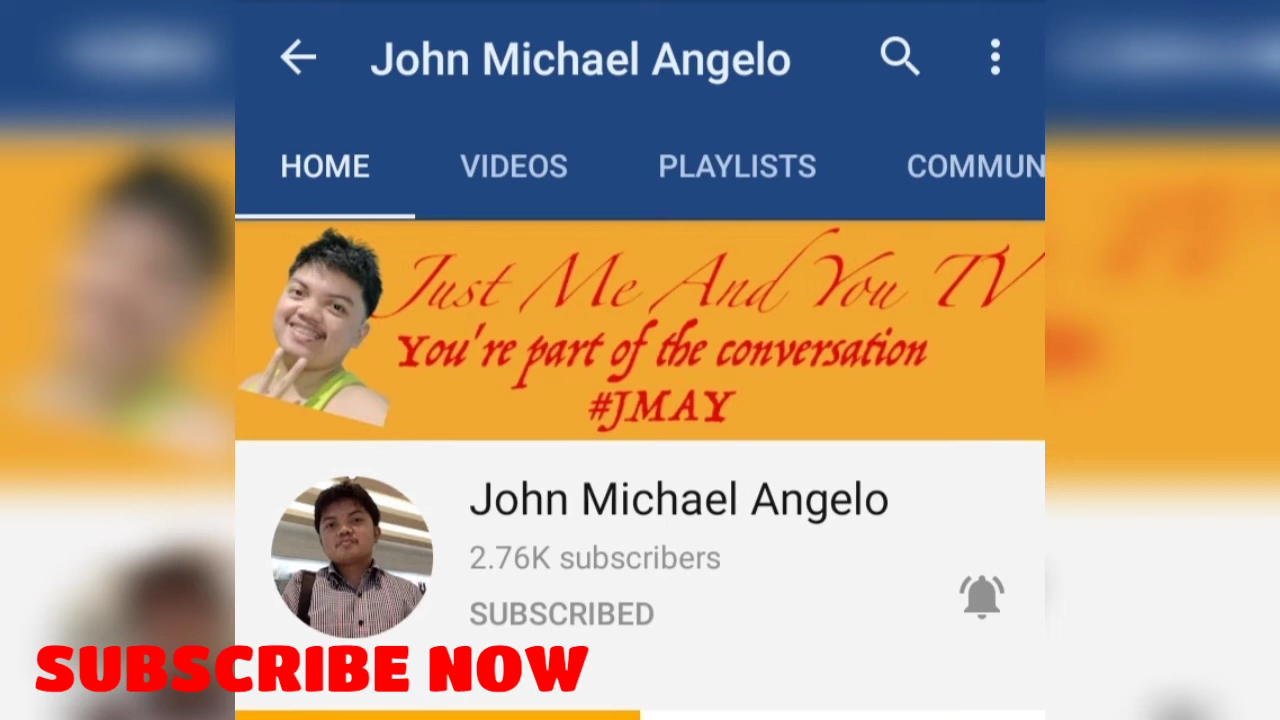 John Michael Angelo
HOME VIDEOS PLAYLISTS COMMUN
Just Me And You TV
You're part of the conversation
#JMAY
John Michael Angelo
2.76K subscribers
SUBSCRIBED
SUBSCRIBE NOW